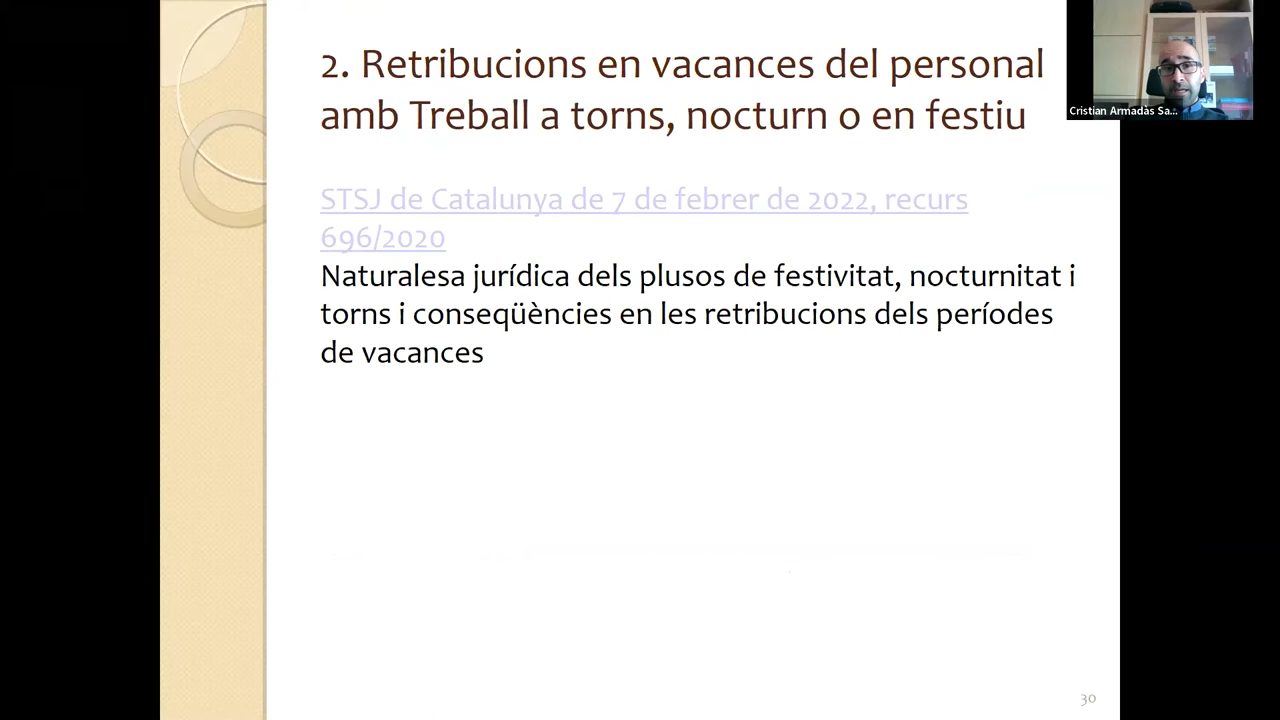 2. Retribucions en vacances del personal
amb Treball a torns, nocturn o en festiu
Cristian Armadàs Sa...
STSJ de Catalunya de 7 de febrer de 2022, recurs
696/2020
Naturalesa jurídica dels plusos de festivitat, nocturnitat i
torns i conseqüències en les retribucions dels períodes
de vacances
30